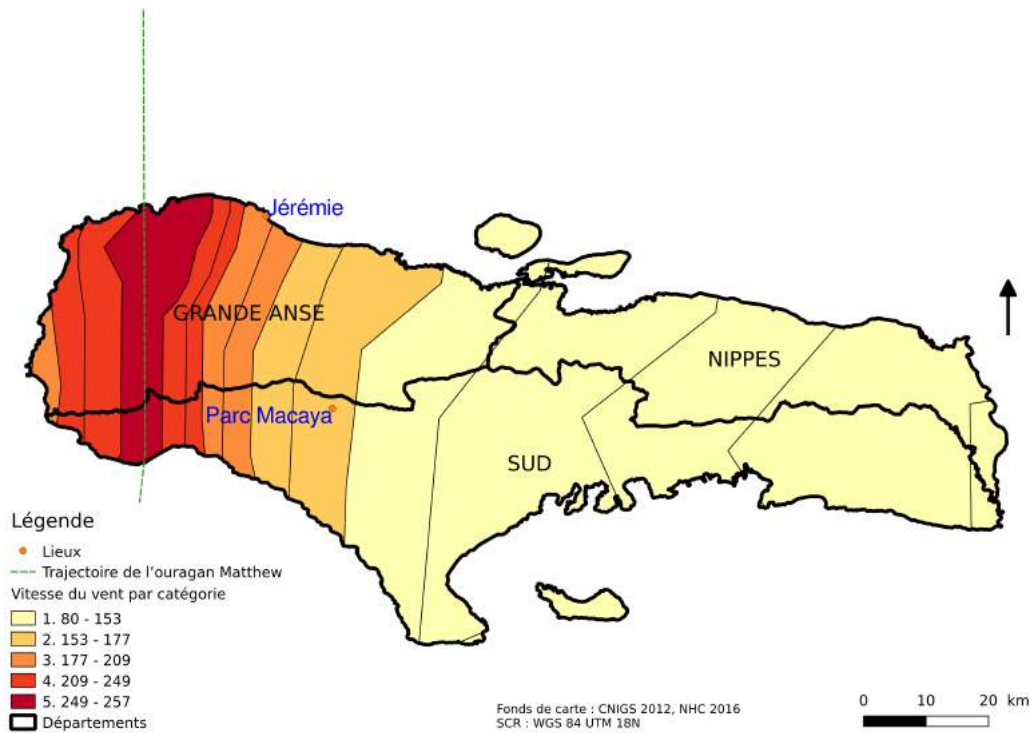 Jérémie
GRANDE ANSE
NIPPES
Parc Macaya
SUD
Légende
Lieux
Trajectoire de l'ouragan Matthew
Vitesse du vent par catégorie
1. 80 - 153
2. 153 - 177
3. 177 - 209
4. 209 - 249
5. 249 - 257
Départements
Fonds de carte : CNIGS 2012, NHC 2016
SCR : WGS 84 UTM 18N
0 10 20 km